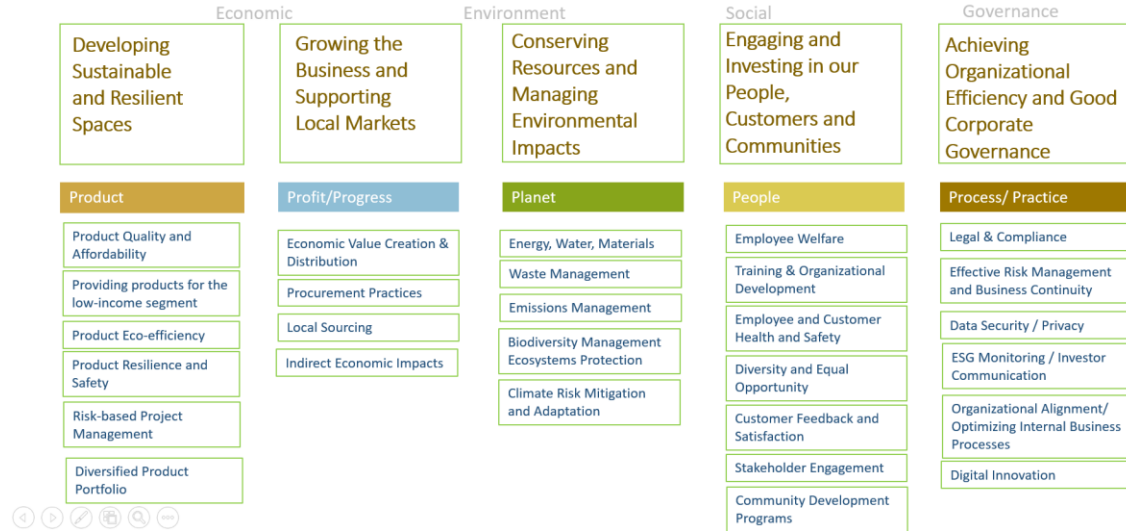 Economic
Environment
Social
Governance
Developing
Sustainable
and Resilient
Spaces
Growing the
Business and
Supporting
Local Markets
Conserving
Resources and
Managing
Environmental
Impacts
Engaging and
Investing in our
People,
Customers and
Communities
Achieving
Organizational
Efficiency and Good
Corporate
Governance
Product
Product Quality and
Affordability
Providing products for the
low-income segment
Product Eco-efficiency
Product Resilience and
Safety
Risk-based Project
Management
Diversified Product
Portfolio
Profit/Progress
Economic Value Creation &
Distribution
Procurement Practices
Local Sourcing
Indirect Economic Impacts
Planet
Energy, Water, Materials
Waste Management
Emissions Management
Biodiversity Management
Ecosystems Protection
Climate Risk Mitigation
and Adaptation
People
Employee Welfare
Training & Organizational
Development
Employee and Customer
Health and Safety
Diversity and Equal
Opportunity
Customer Feedback and
Satisfaction
Stakeholder Engagement
Community Development
Programs
Process/ Practice
Legal & Compliance
Effective Risk Management
and Business Continuity
Data Security / Privacy
ESG Monitoring / Investor
Communication
Organizational Alignment/
Optimizing Internal Business
Processes
Digital Innovation